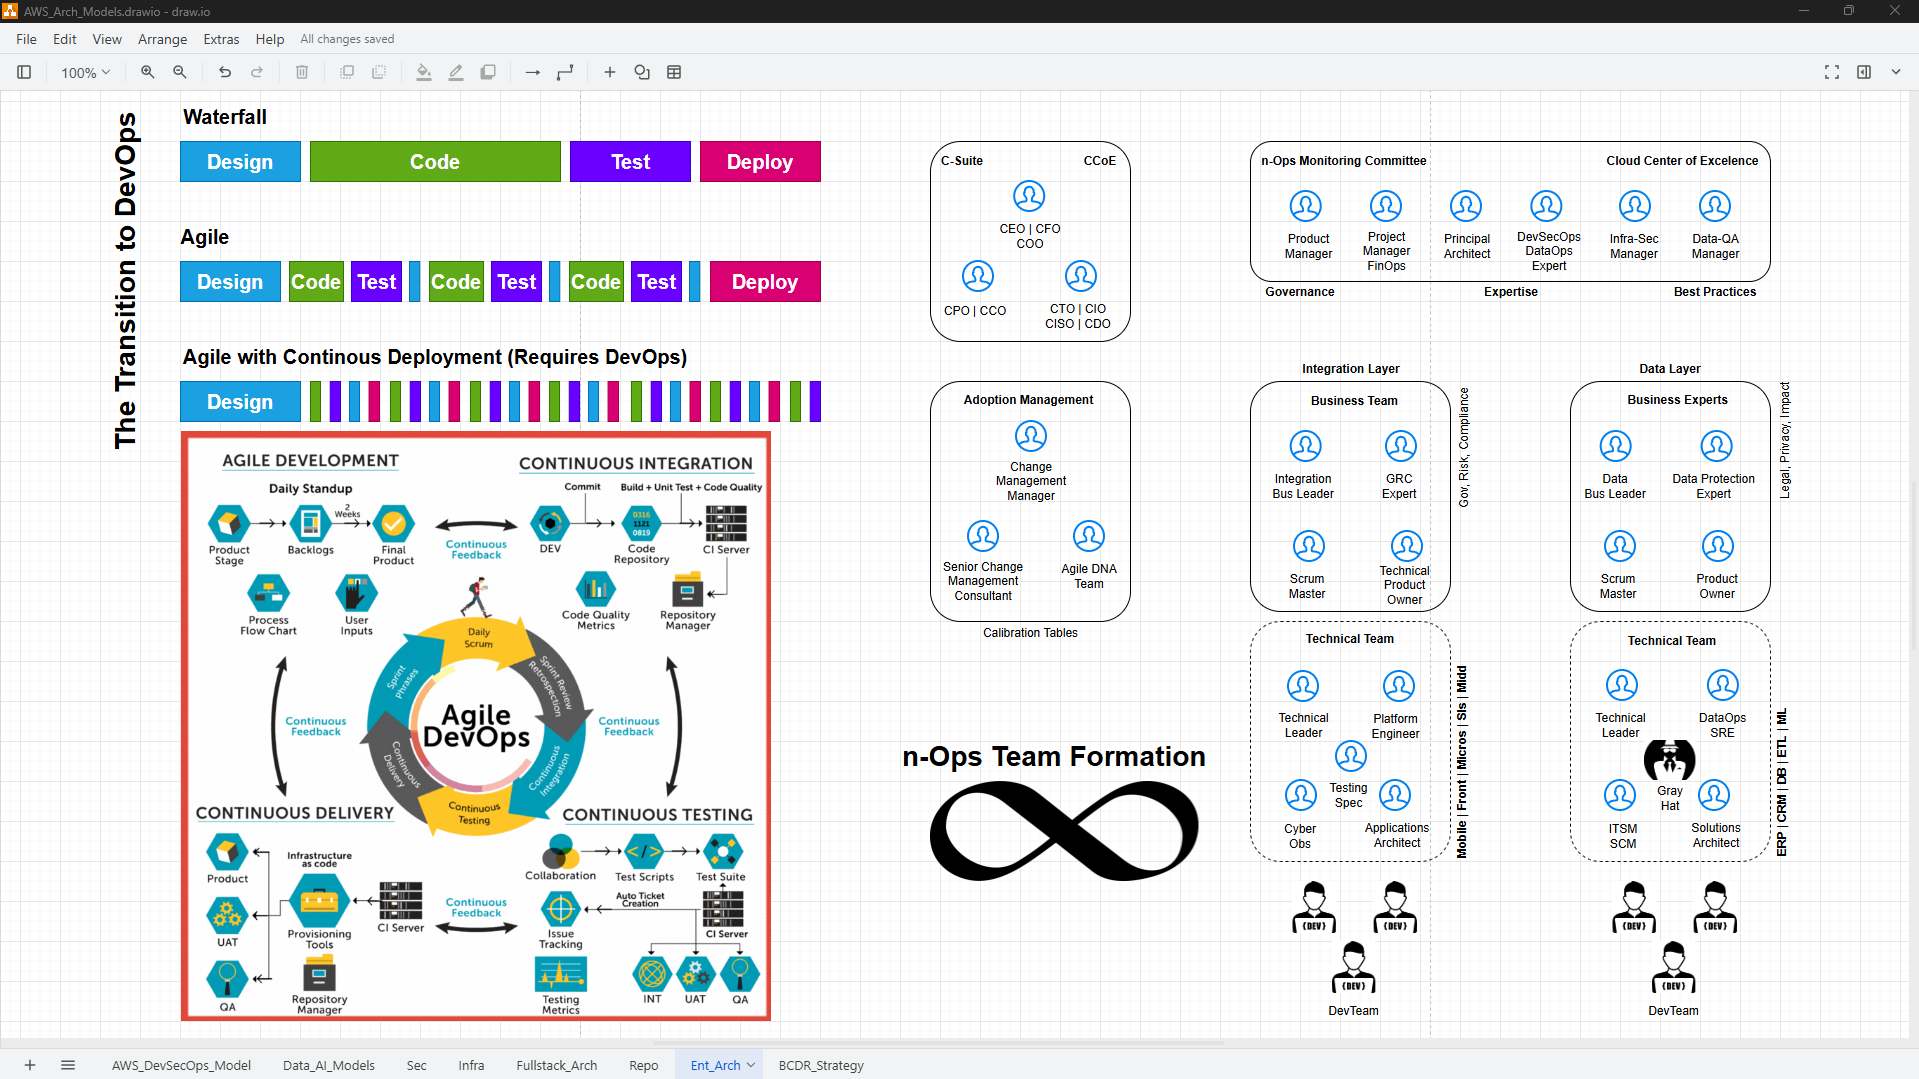 AWS_Arch_Models.drawio - draw.io
File Edit View Arrange Extras Help All changes saved
100%
The Transition to DevOps
Waterfall
Design Code Test Deploy
Agile
Design Code Test Code Test Code Test Deploy
Agile with Continous Deployment (Requires DevOps)
Design
AGILE DEVELOPMENT
Daily Standup
2
Weeks
Product
Stage
Backlogs
Final
Product
Process
Flow Chart
User
Inputs
Continuous
Feedback
CONTINUOUS INTEGRATION
Commit
Build + Unit Test + Code Quality
DEV
0316
1121
0819
Code
Repository
CI Server
Code Quality
Metrics
Repository
Manager
Daily
Scrum
Sprint Review
Retrospection
Continuous
Integration
Continuous
Testing
Continuous
Delivery
Sprint
Phrases
Agile
DevOps
Continuous
Feedback
Continuous
Feedback
CONTINUOUS DELIVERY
Product
UAT
QA
Infrastructure
as code
Provisioning
Tools
CI Server
Repository
Manager
Continuous
Feedback
CONTINUOUS TESTING
Collaboration
</>
Test Scripts
Test Suite
Auto Ticket
Creation
Issue
Tracking
CI Server
Testing
Metrics
INT
UAT
QA
C-Suite CCoE
CEO | CFO
COO
CPO | CCO
CTO | CIO
CISO | CDO
Adoption Management
Change
Management
Manager
Senior Change
Management
Consultant
Agile DNA
Team
Calibration Tables
n-Ops Team Formation
n-Ops Monitoring Committee Cloud Center of Excelence
Product
Manager
Project
Manager
FinOps
Principal
Architect
DevSecOps
DataOps
Expert
Infra-Sec
Manager
Data-QA
Manager
Governance Expertise Best Practices
Integration Layer
Business Team
Integration
Bus Leader
GRC
Expert
Scrum
Master
Technical
Product
Owner
Gov, Risk, Compliance
Technical Team
Technical
Leader
Platform
Engineer
Testing
Spec
Cyber
Obs
Applications
Architect
Mobile | Front | Micros | SIs | Midd
{DEV} {DEV}
{DEV}
DevTeam
Data Layer
Business Experts
Data
Bus Leader
Data Protection
Expert
Scrum
Master
Product
Owner
Legal, Privacy, Impact
Technical Team
Technical
Leader
DataOps
SRE
Gray
Hat
ITSM
SCM
Solutions
Architect
ERP | CRM | DB | ETL | ML
{DEV} {DEV}
{DEV}
DevTeam
AWS_DevSecOps_Model Data_AI_Models Sec Infra Fullstack_Arch Repo Ent_Arch BCDR_Strategy